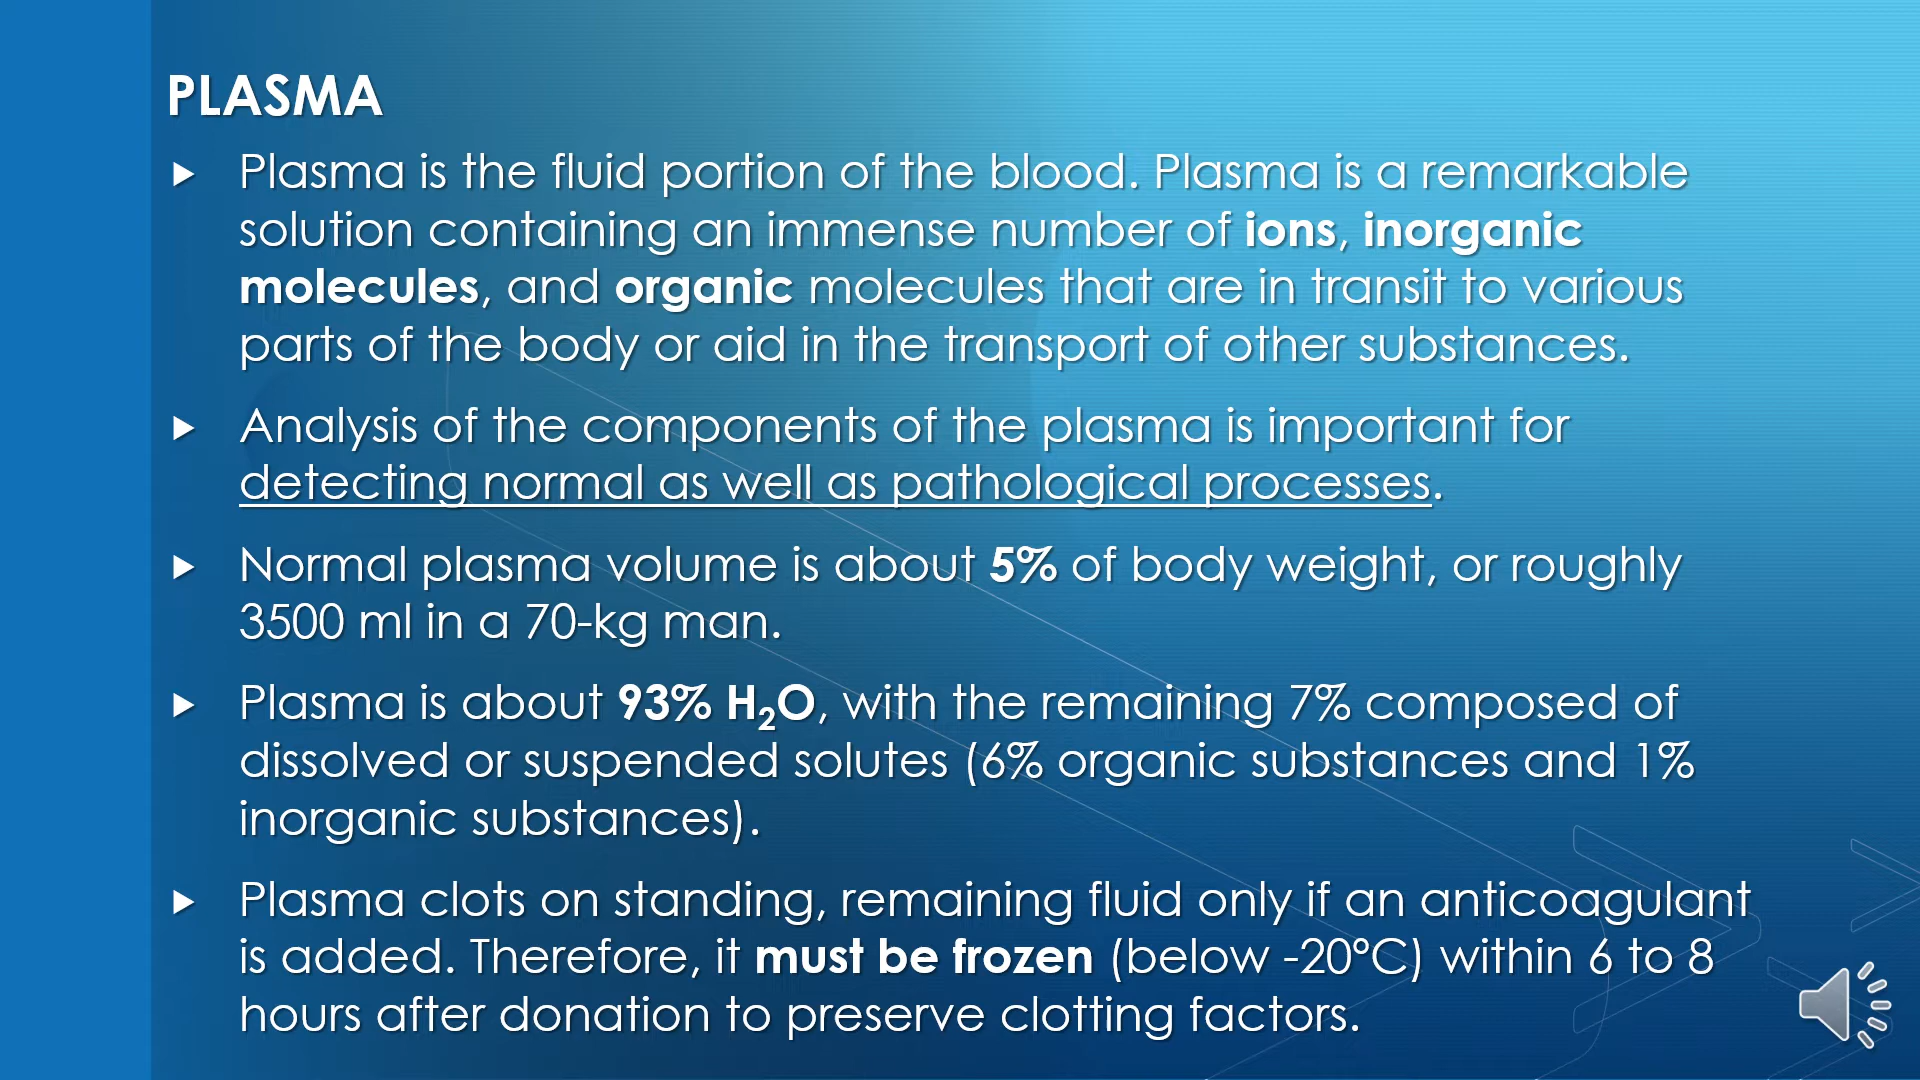 PLASMA
Plasma is the fluid portion of the blood. Plasma is a remarkable
solution containing an immense number of ions, inorganic
molecules, and organic molecules that are in transit to various
parts of the body or aid in the transport of other substances.
Analysis of the components of the plasma is important for
detecting normal as well as pathological processes.
Normal plasma volume is about 5% of body weight, or roughly
3500 ml in a 70-kg man.
Plasma is about 93% H₂O, with the remaining 7% composed of
dissolved or suspended solutes (6% organic substances and 1%
inorganic substances).
Plasma clots on standing, remaining fluid only if an anticoagulant
is added. Therefore, it must be frozen (below -20ºC) within 6 to 8
hours after donation to preserve clotting factors.